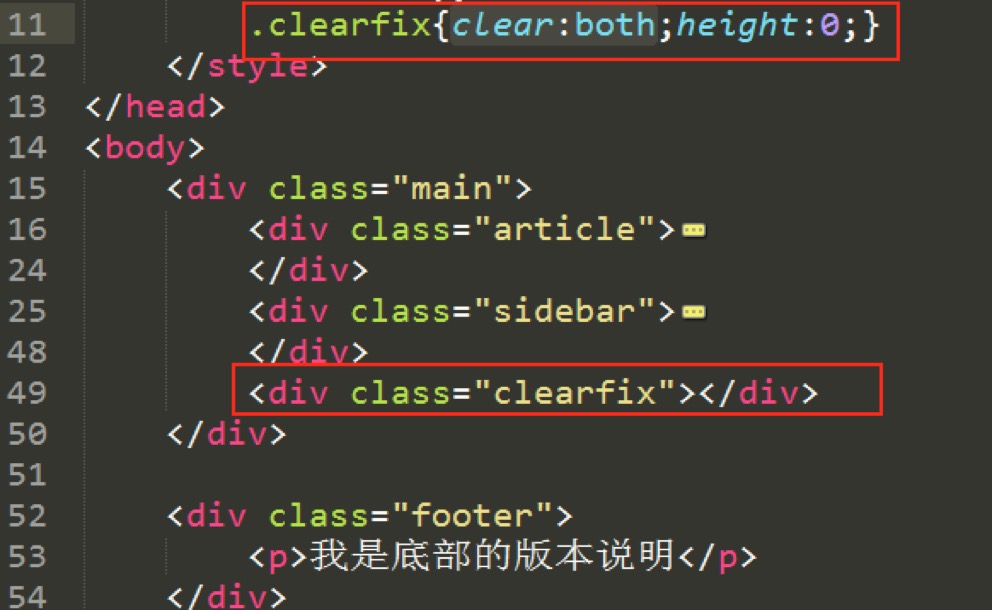 11 .clearfix{clear:both;height:0;}
12 </style>
13 </head>
14 <body>
15 <div class="main">
16 <div class="article">
24 </div>
25 <div class="sidebar">
48 </div>
49 <div class="clearfix"></div>
50 </div>
51
52 <div class="footer">
53 <p>我是底部的版本说明</p>
54 </div>